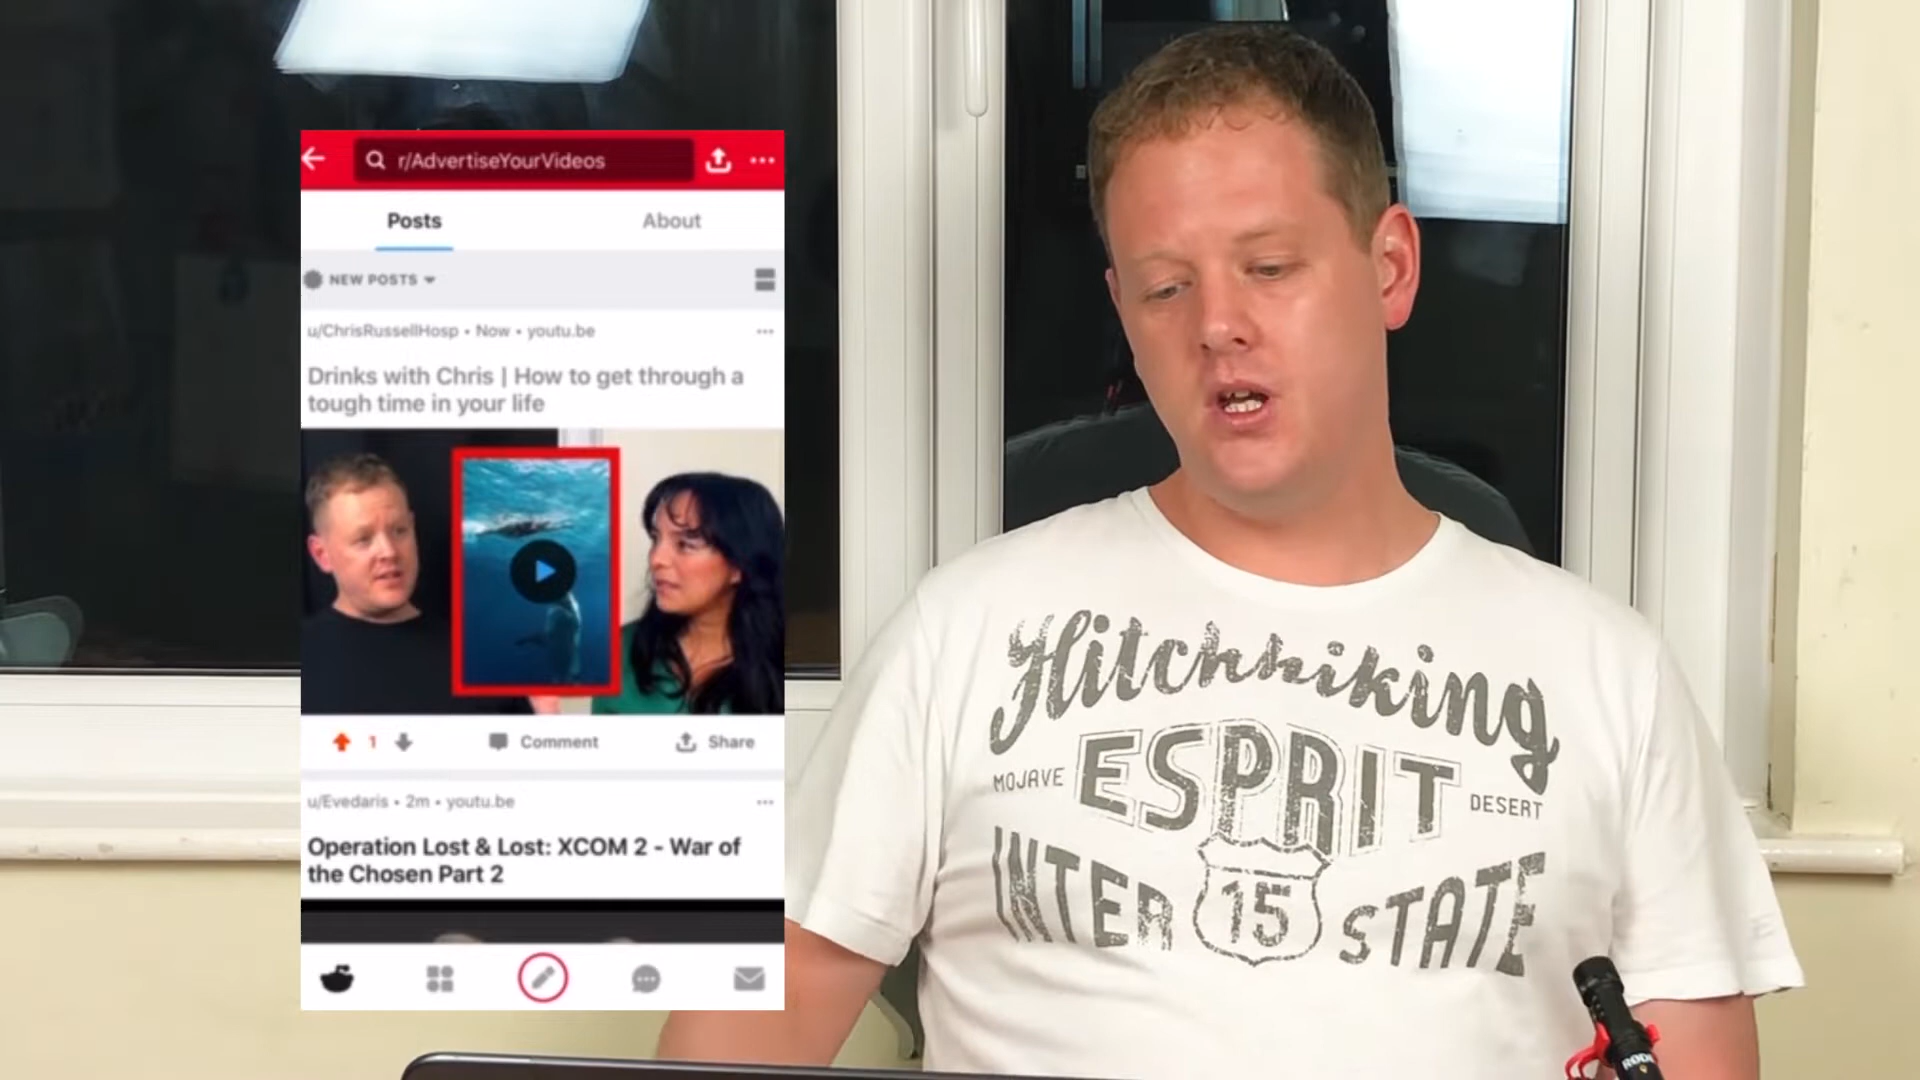 r/AdvertiseYourVideos
Posts
About
NEW POSTS
u/ChrisRussellHosp • Now • youtu.be
Drinks with Chris | How to get through a
tough time in your life
1
Comment
Share
u/Evedaris • 2m • youtu.be
Operation Lost & Lost: XCOM 2 - War of
the Chosen Part 2
Hitchhiking
MOJAVE ESPRIT DESERT
INTER 15 STATE
RØDE